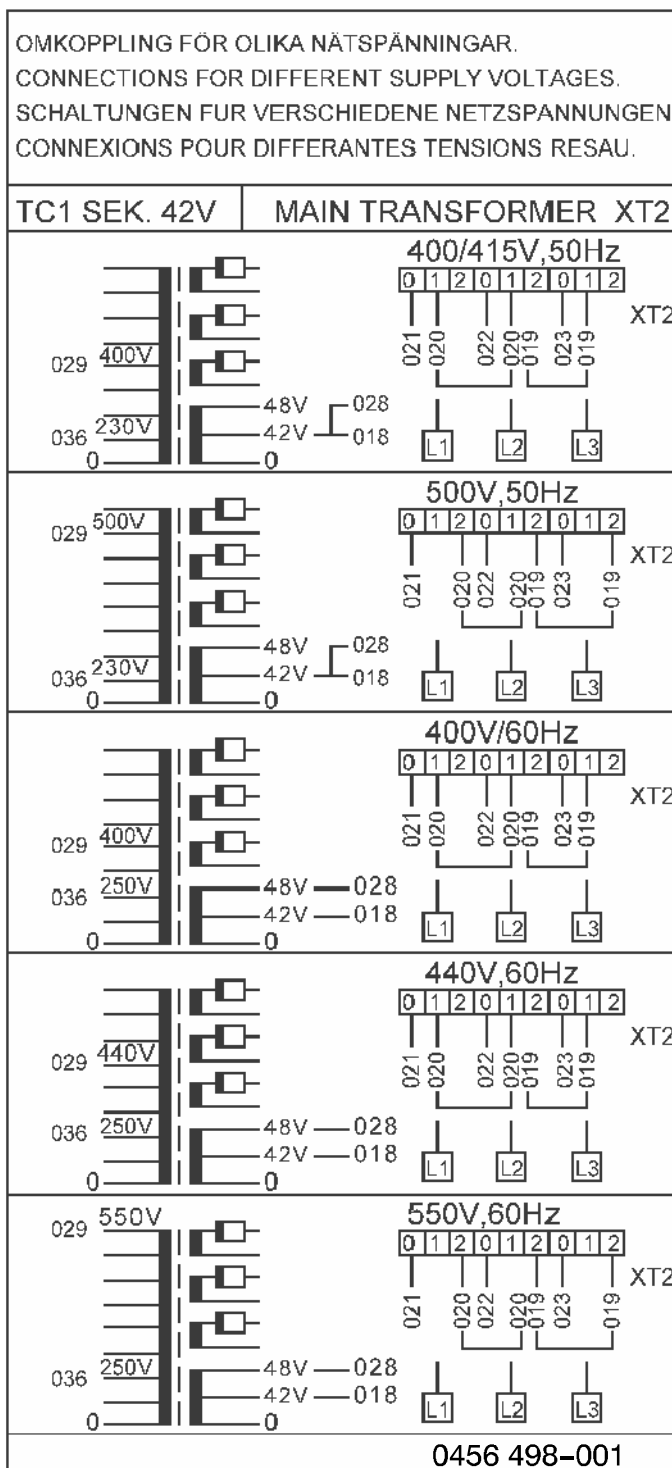 OMKOPPLING FÖR OLIKA NÄTSPÄNNINGAR.
CONNECTIONS FOR DIFFERENT SUPPLY VOLTAGES.
SCHALTUNGEN FUR VERSCHIEDENE NETZSPANNUNGEN
CONNEXIONS POUR DIFFERANTES TENSIONS RESAU.
TC1 SEK. 42V MAIN TRANSFORMER XT2
400/415V,50Hz
0 1 2 0 1 2 0 1 2
XT2
021 020 022 020 019 023 019
029 400V
48V 028
036 230V 42V 018
0 0
L1 L2 L3
500V,50Hz
0 1 2 0 1 2 0 1 2
029 500V
XT2
021 020 022 020 019 023 019
48V 028
036 230V 42V 018
0 0
L1 L2 L3
400V/60Hz
0 1 2 0 1 2 0 1 2
XT2
021 020 022 020 019 023 019
029 400V
036 250V 48V 028
42V 018
0 0
L1 L2 L3
440V,60Hz
0 1 2 0 1 2 0 1 2
XT2
029 440V
021 020 022 020 019 023 019
036 250V 48V 028
42V 018
0 0
L1 L2 L3
029 550V 550V,60Hz
0 1 2 0 1 2 0 1 2
XT2
021 020 022 020 019 023 019
036 250V 48V 028
42V 018
0 0
L1 L2 L3
0456 498-001